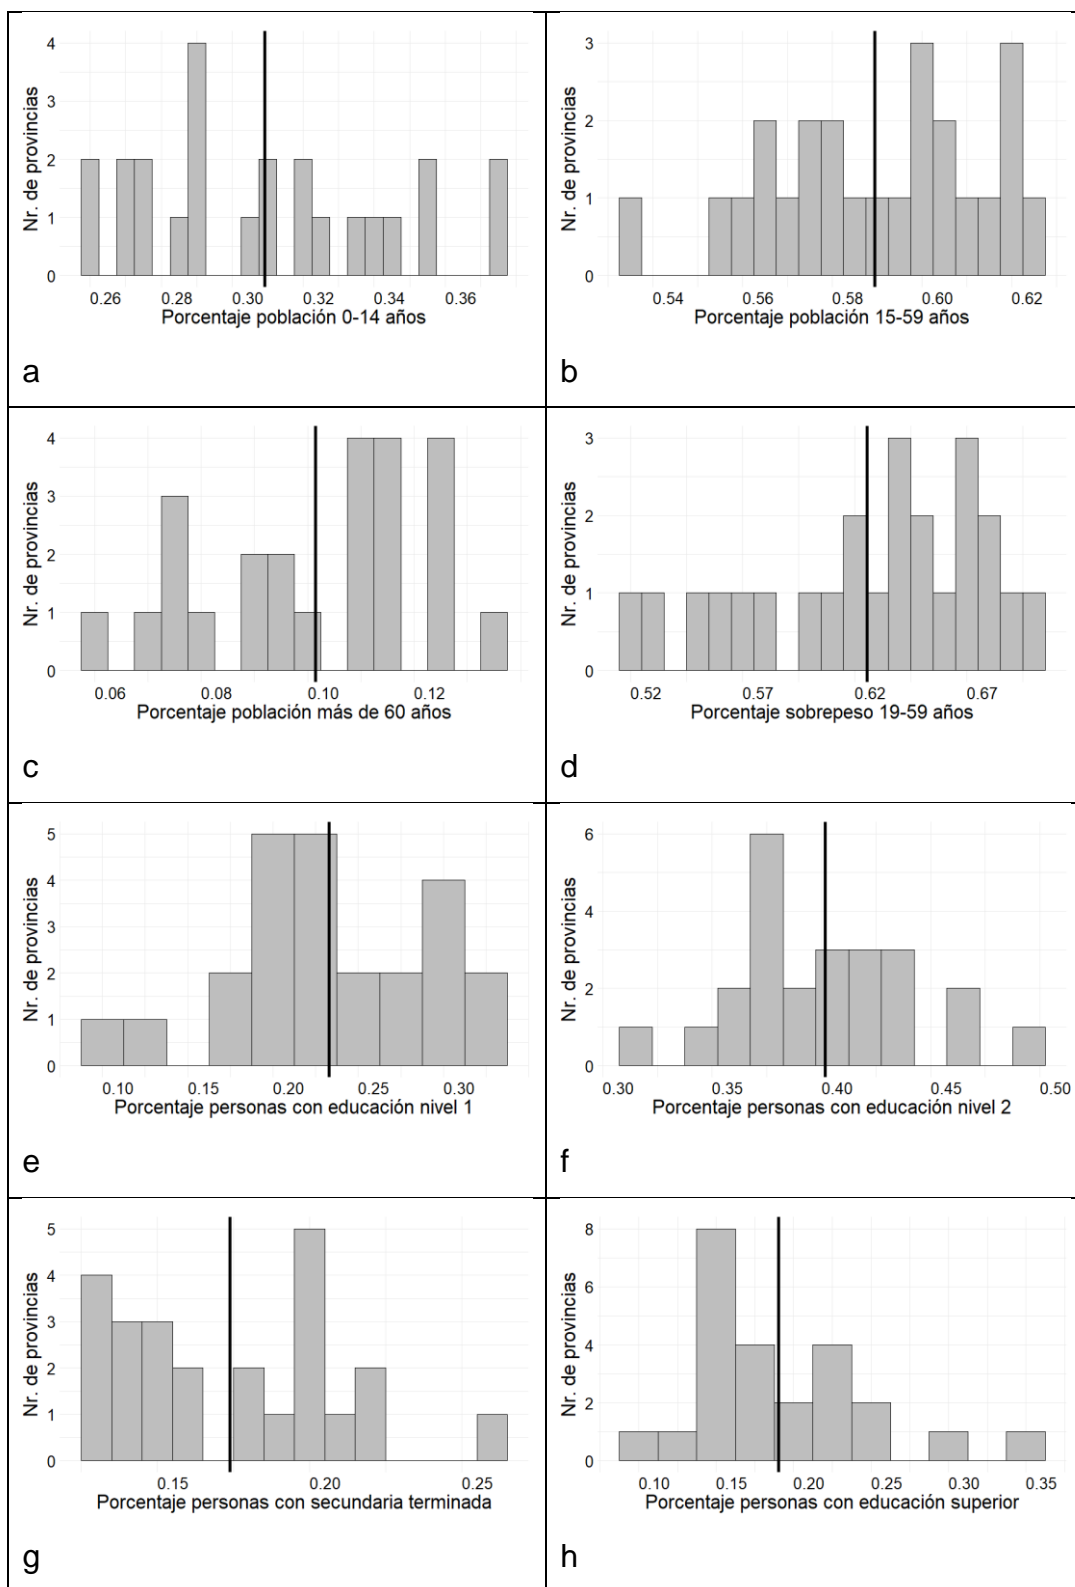 4
3
2
1
0
Nr. de provincias
0.26 0.28 0.30 0.32 0.34 0.36
Porcentaje población 0-14 años
a
3
2
1
0
Nr. de provincias
0.54 0.56 0.58 0.60 0.62
Porcentaje población 15-59 años
b
4
3
2
1
0
Nr. de provincias
0.06 0.08 0.10 0.12
Porcentaje población más de 60 años
c
3
2
1
0
Nr. de provincias
0.52 0.57 0.62 0.67
Porcentaje sobrepeso 19-59 años
d
5
4
3
2
1
0
Nr. de provincias
0.10 0.15 0.20 0.25 0.30
Porcentaje personas con educación nivel 1
e
6
4
2
0
Nr. de provincias
0.30 0.35 0.40 0.45 0.50
Porcentaje personas con educación nivel 2
f
5
4
3
2
1
0
Nr. de provincias
0.15 0.20 0.25
Porcentaje personas con secundaria terminada
g
8
6
4
2
0
Nr. de provincias
0.10 0.15 0.20 0.25 0.30 0.35
Porcentaje personas con educación superior
h